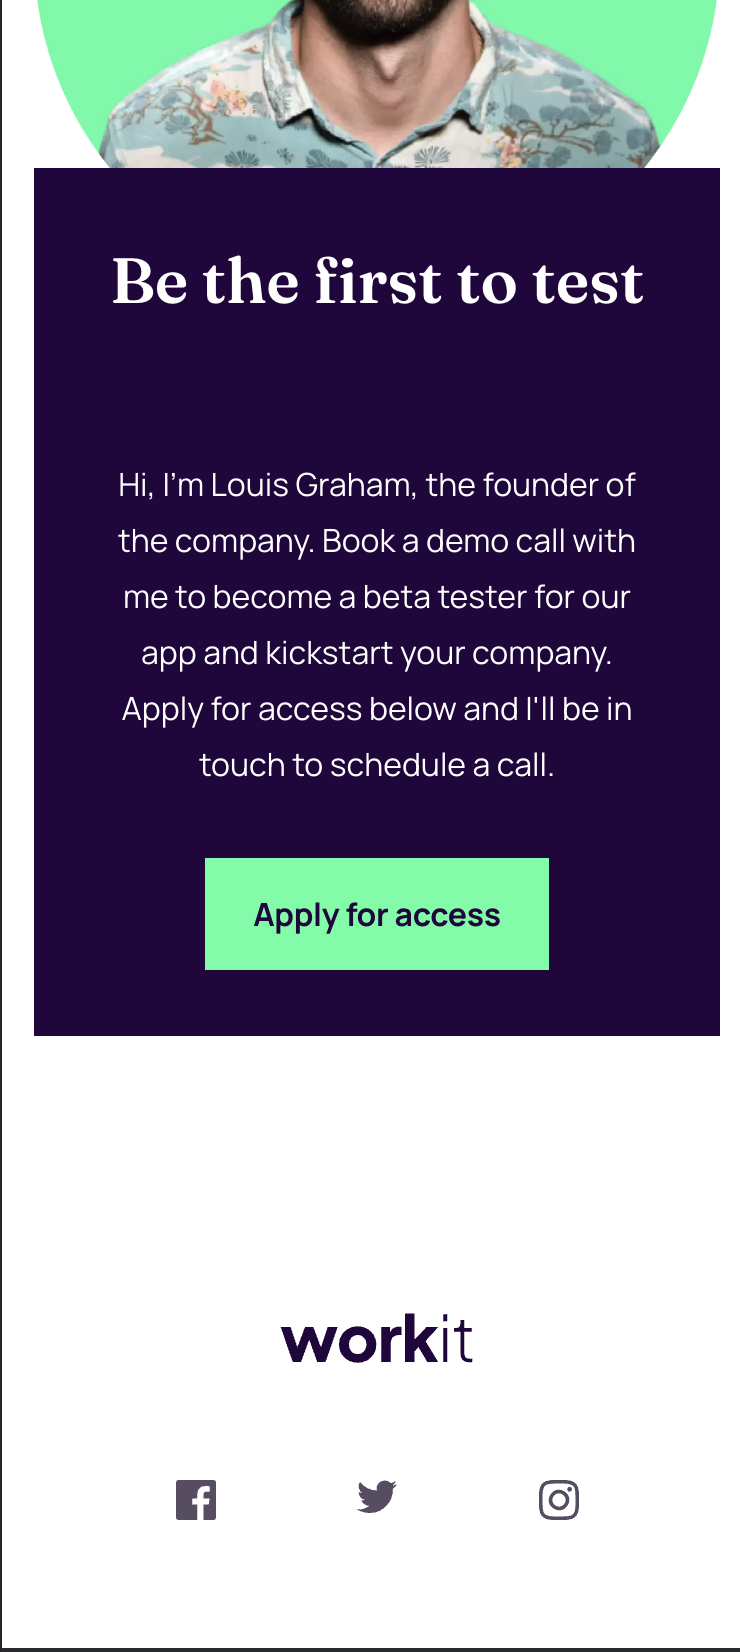 Be the first to test
Hi, I’m Louis Graham, the founder of
the company. Book a demo call with
me to become a beta tester for our
app and kickstart your company.
Apply for access below and I'll be in
touch to schedule a call.
Apply for access
workit